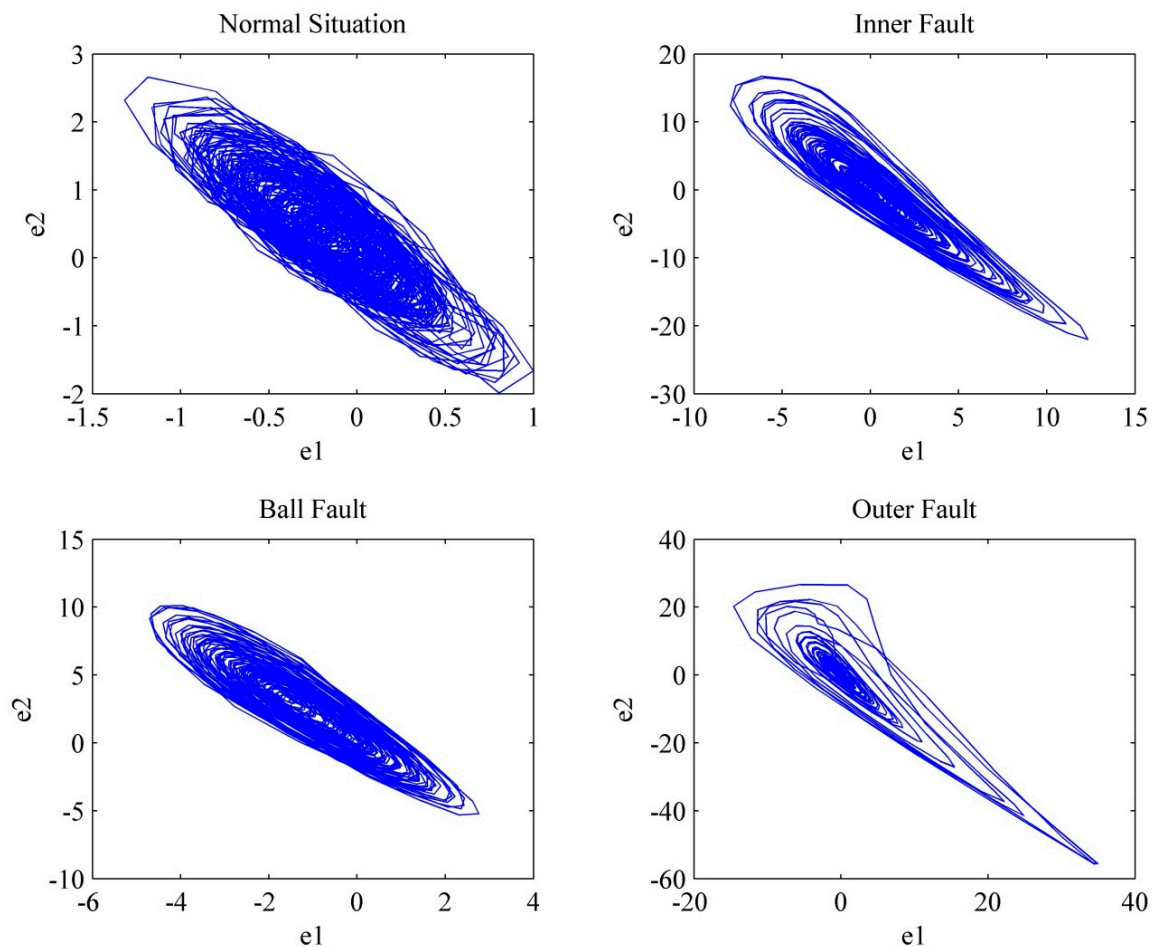 Normal Situation
3
2
1
0
-1
-2
e2
-1.5 -1 -0.5 0 0.5 1
e1
Inner Fault
20
10
0
-10
-20
-30
e2
-10 -5 0 5 10 15
e1
Ball Fault
15
10
5
0
-5
-10
e2
-6 -4 -2 0 2 4
e1
Outer Fault
40
20
0
-20
-40
-60
e2
-20 0 20 40
e1